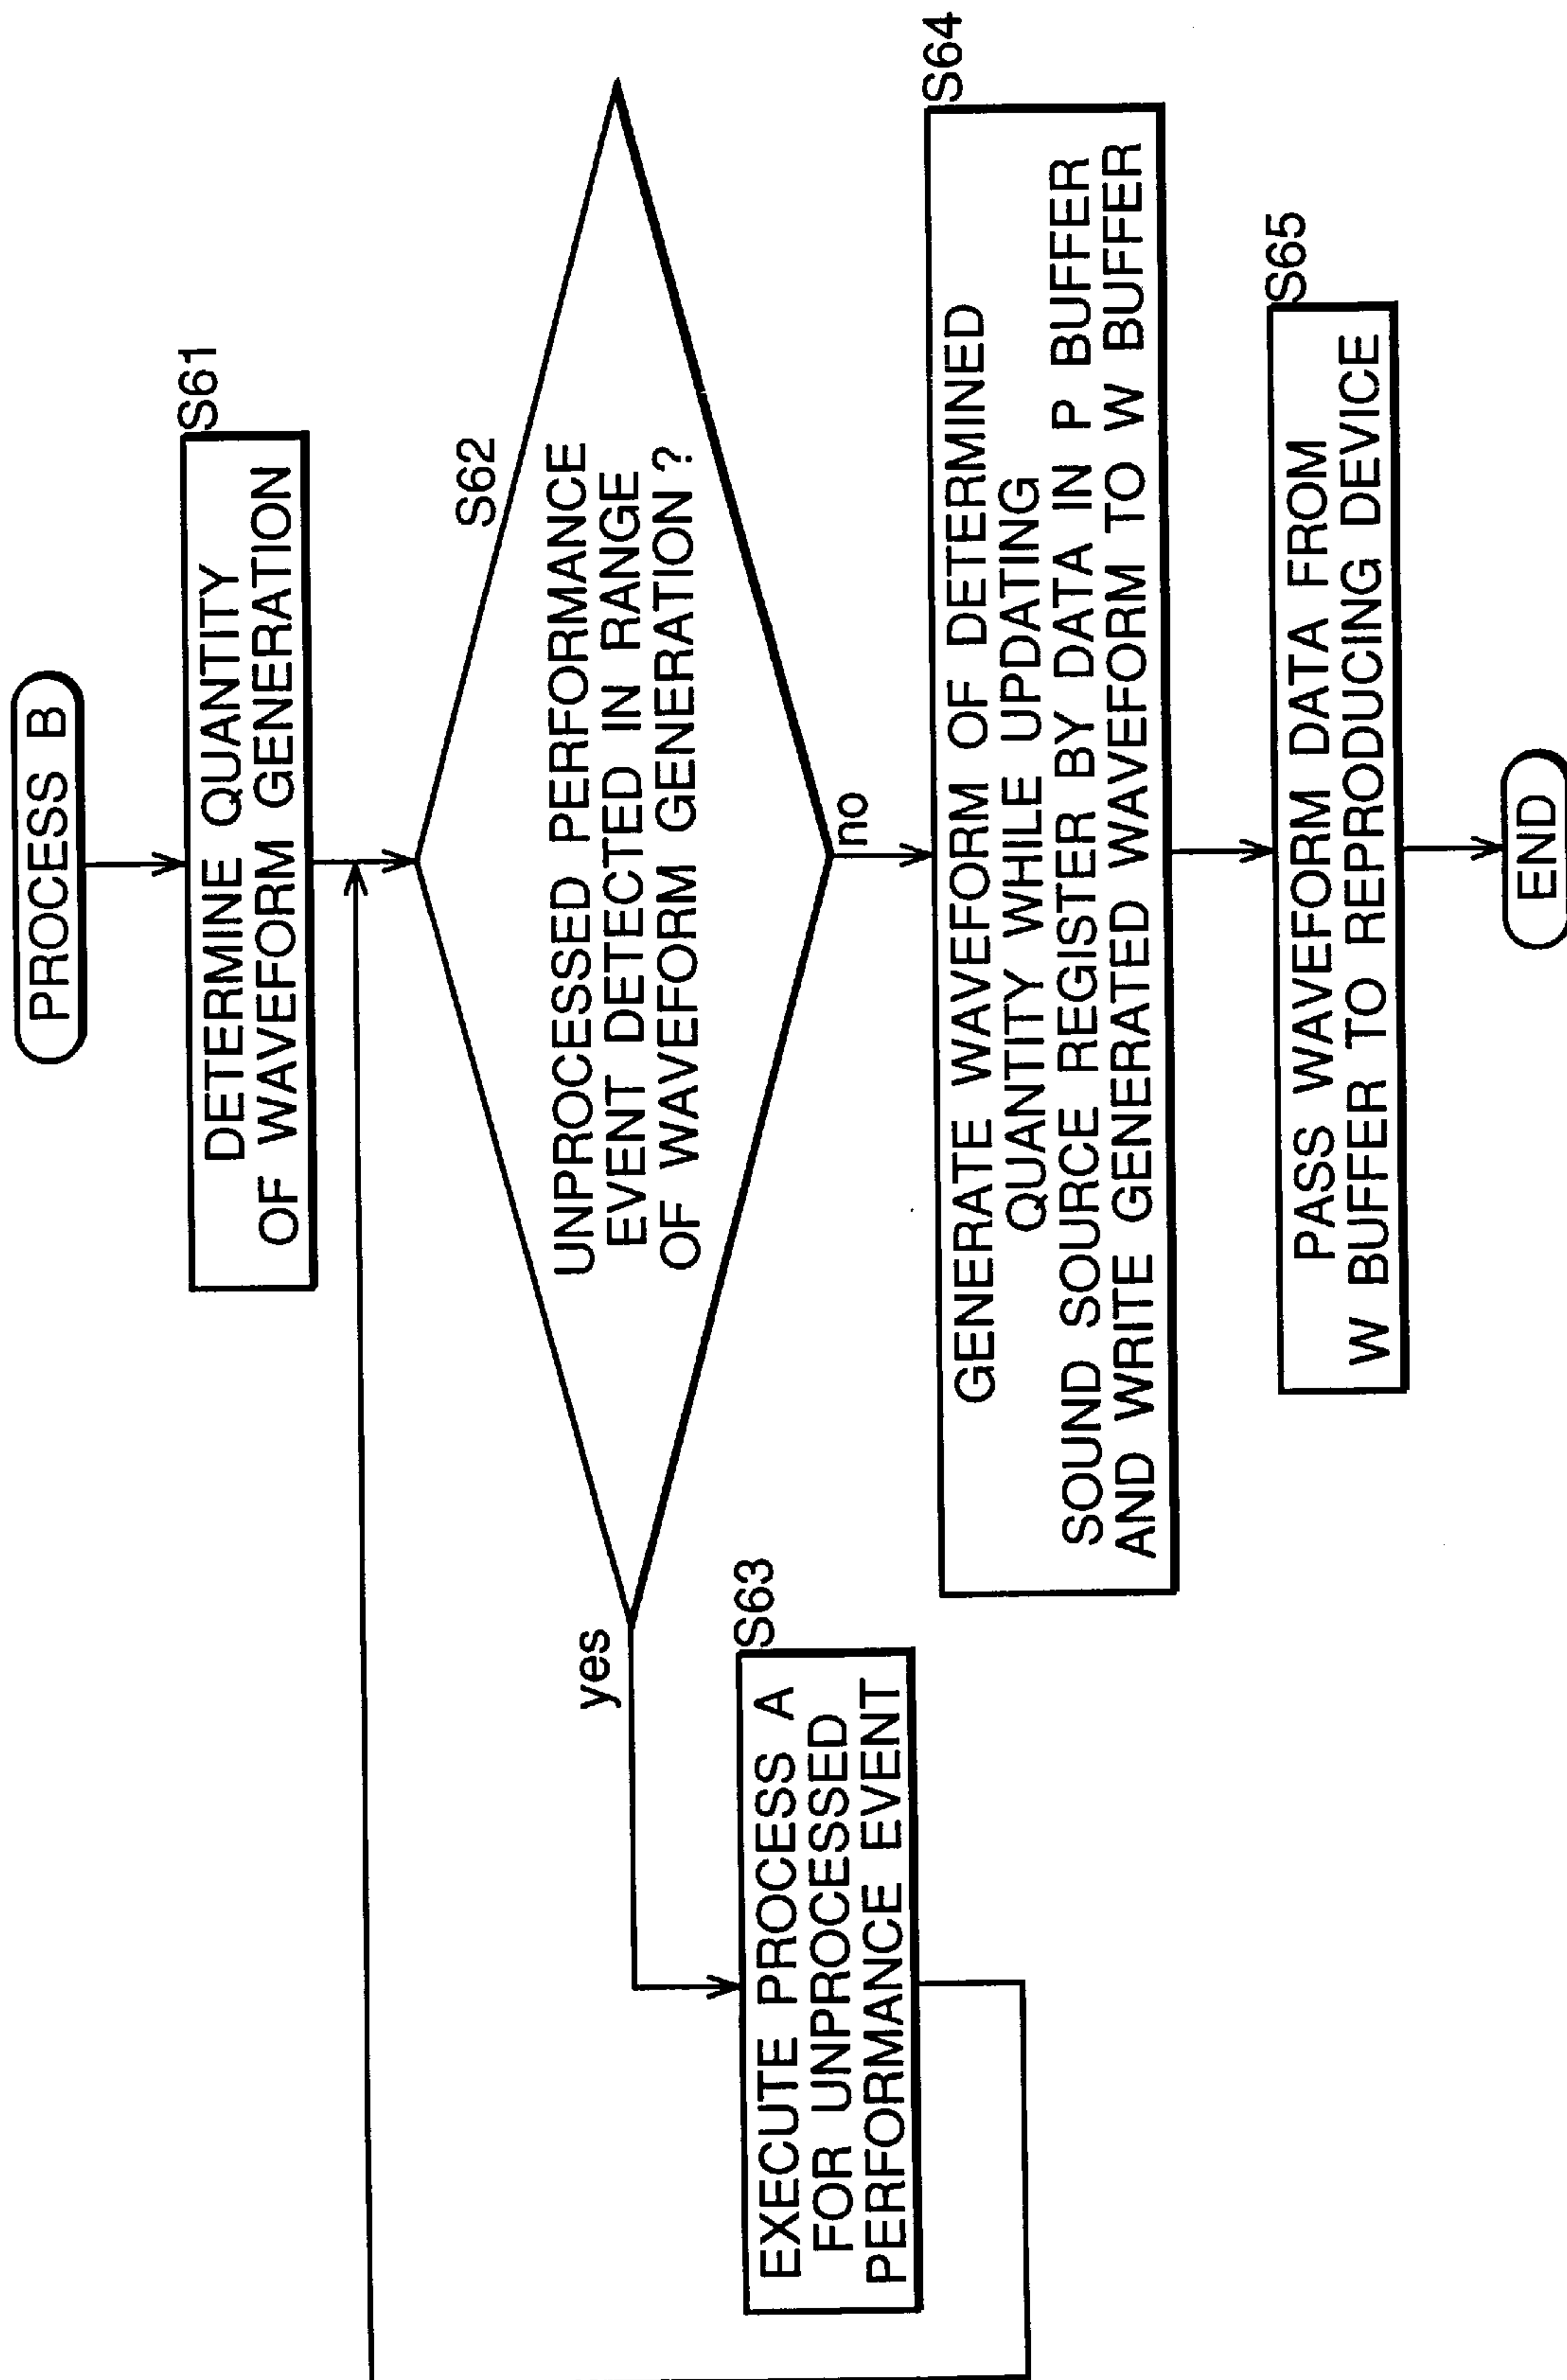 PROCESS B
S61
DETERMINE QUANTITY
OF WAVEFORM GENERATION
S62
UNPROCESSED PERFORMANCE
EVENT DETECTED IN RANGE
OF WAVEFORM GENERATION ?
yes
no
S63
EXECUTE PROCESS A
FOR UNPROCESSED
PERFORMANCE EVENT
S64
GENERATE WAVEFORM OF DETERMINED
QUANTITY WHILE UPDATING
SOUND SOURCE REGISTER BY DATA IN P BUFFER
AND WRITE GENERATED WAVEFORM TO W BUFFER
S65
PASS WAVEFORM DATA FROM
W BUFFER TO REPRODUCING DEVICE
END